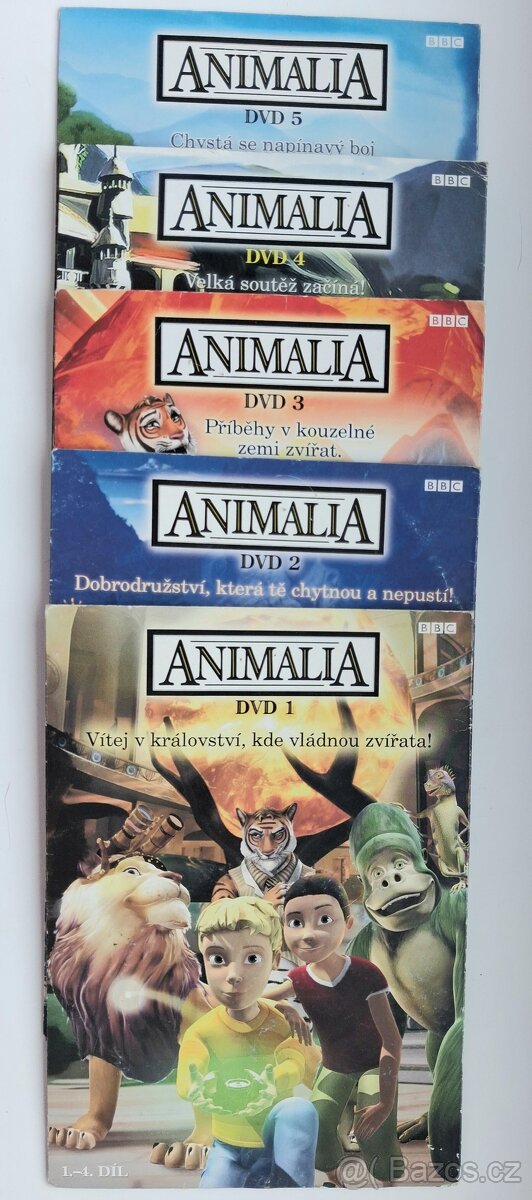 ANIMALIA
BBC
DVD 5
Chystá se napínavý boj
ANIMALIA
BBC
DVD 4
Velká soutěž začíná!
ANIMALIA
BBC
DVD 3
Příběhy v kouzelné
zemi zvířat.
ANIMALIA
BBC
DVD 2
Dobrodružství, která tě chytnou a nepustí!
ANIMALIA
BBC
DVD 1
Vítej v království, kde vládnou zvířata!
1.–4. DÍL
Bazoš.cz